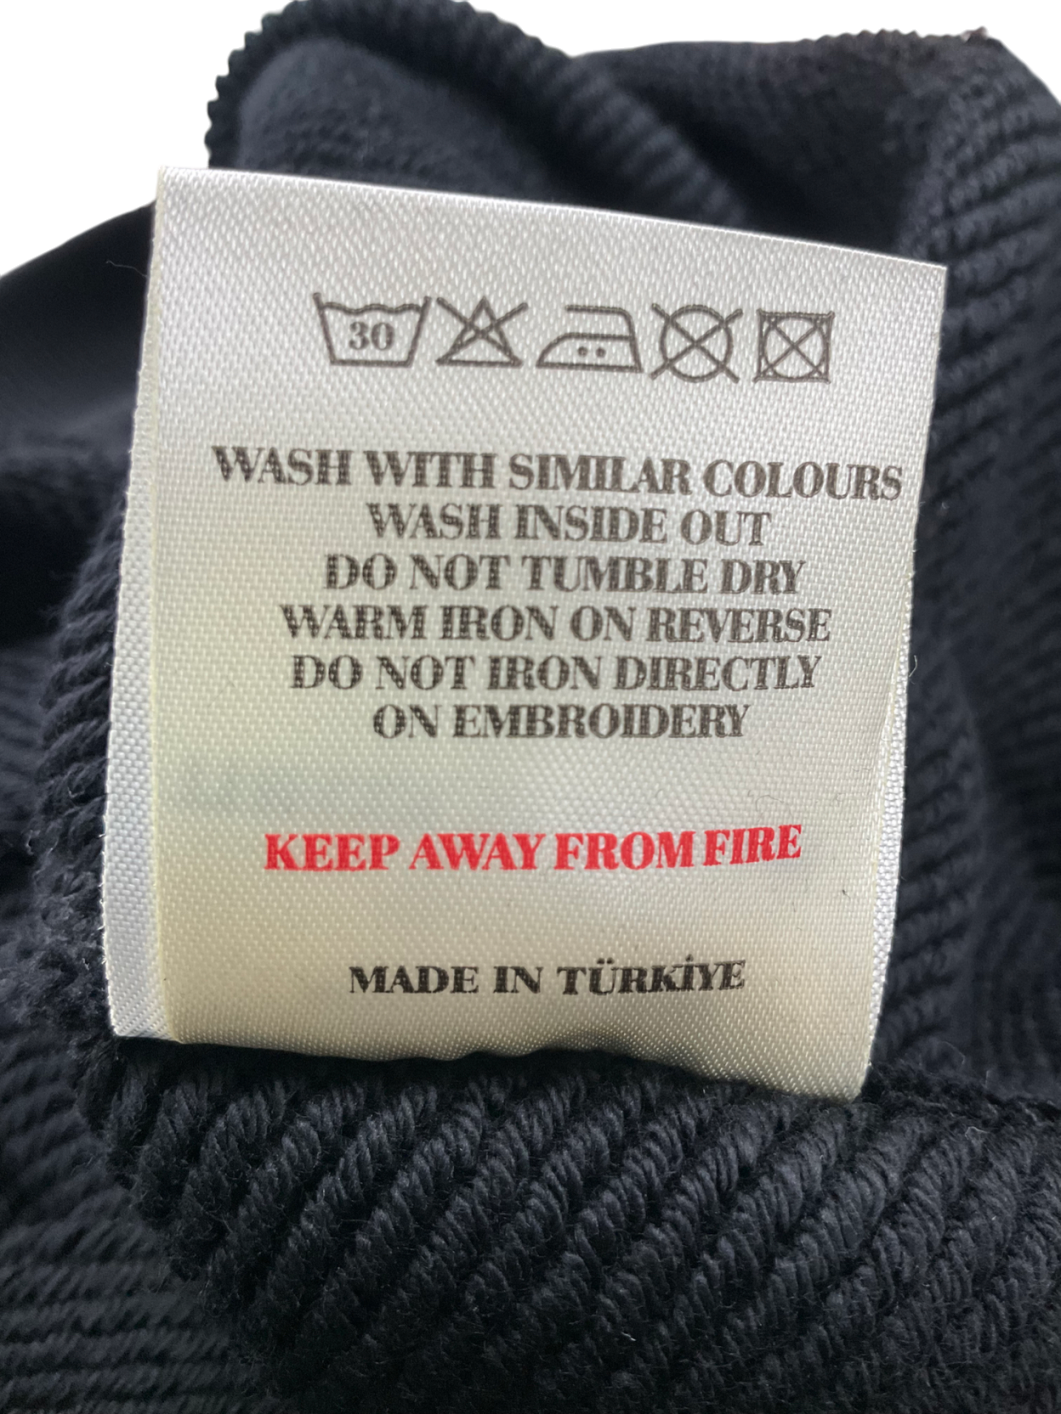 30
WASH WITH SIMILAR COLOURS
WASH INSIDE OUT
DO NOT TUMBLE DRY
WARM IRON ON REVERSE
DO NOT IRON DIRECTLY
ON EMBROIDERY
KEEP AWAY FROM FIRE
MADE IN TÜRKİYE